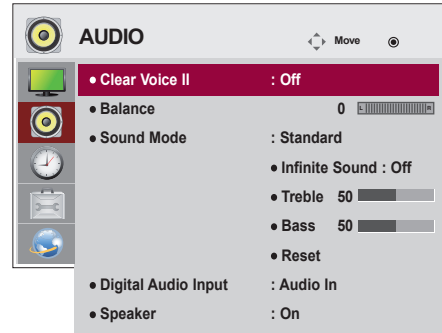 AUDIO Move
• Clear Voice II : Off
• Balance 0 L R
• Sound Mode : Standard
• Infinite Sound : Off
• Treble 50
• Bass 50
• Reset
• Digital Audio Input : Audio In
• Speaker : On